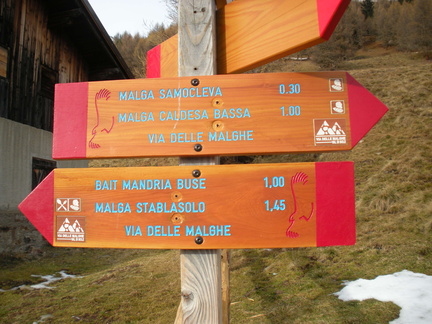 MALGA SAMOCLEVA 0.30
MALGA CALDESA BASSA 1.00
VIA DELLE MALGHE
BAIT MANDRIA BUSE 1,00
MALGA STABLASOLO 1,45
VIA DELLE MALGHE